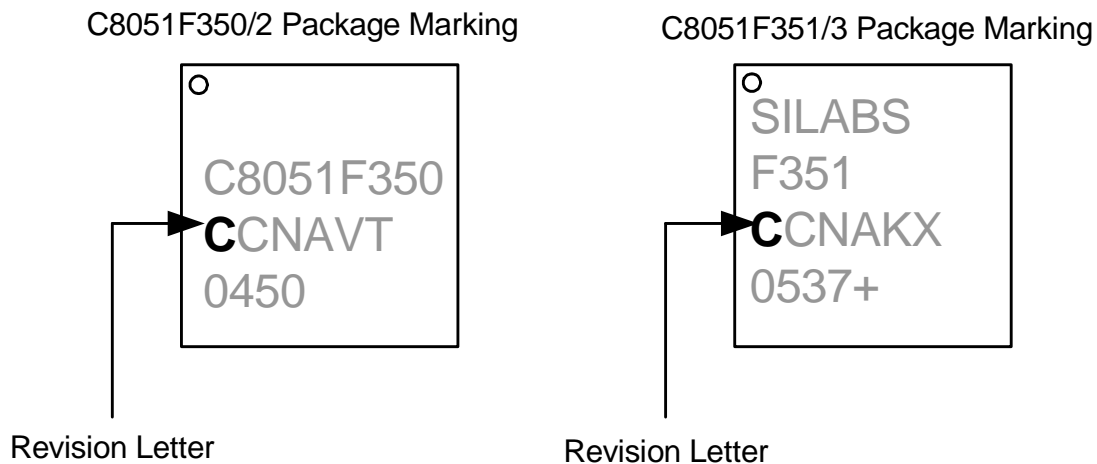 C8051F350/2 Package Marking
C8051F350
CCNAVT
0450
Revision Letter
C8051F351/3 Package Marking
SILABS
F351
CCNAKX
0537+
Revision Letter